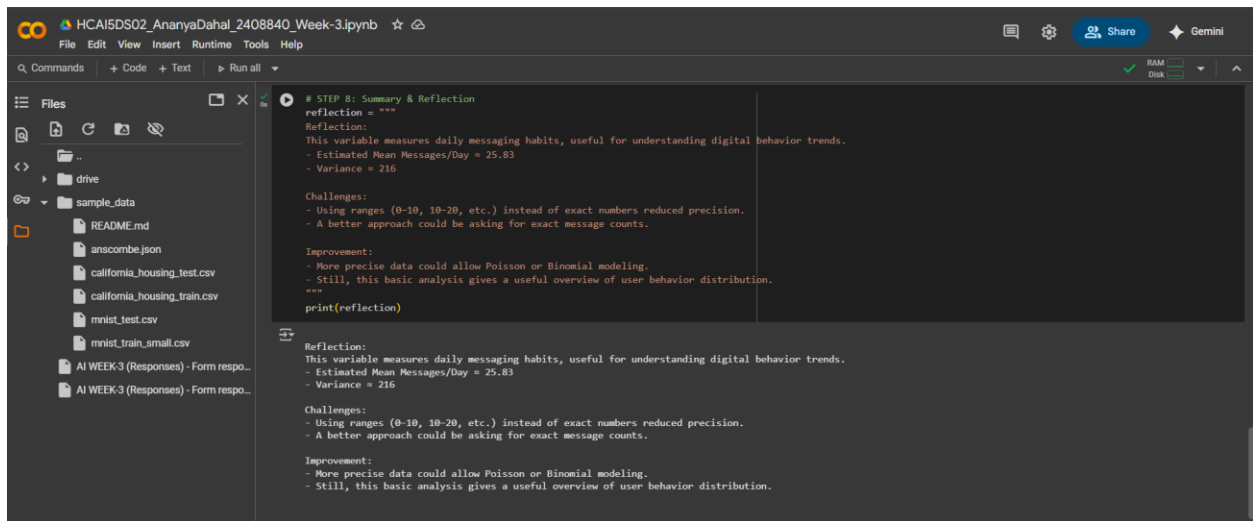 HCAI5DS02_AnanyaDahal_2408840_Week-3.ipynb
File Edit View Insert Runtime Tools Help
Share
Gemini
Commands + Code + Text Run all
RAM
Disk
Files
..
drive
sample_data
README.md
anscombe.json
california_housing_test.csv
california_housing_train.csv
mnist_test.csv
mnist_train_small.csv
AI WEEK-3 (Responses) - Form respo...
AI WEEK-3 (Responses) - Form respo...
0s
# STEP 8: Summary & Reflection
reflection = """
Reflection:
This variable measures daily messaging habits, useful for understanding digital behavior trends.
- Estimated Mean Messages/Day ≈ 25.83
- Variance ≈ 216
Challenges:
- Using ranges (0-10, 10-20, etc.) instead of exact numbers reduced precision.
- A better approach could be asking for exact message counts.
Improvement:
- More precise data could allow Poisson or Binomial modeling.
- Still, this basic analysis gives a useful overview of user behavior distribution.
"""
print(reflection)
Reflection:
This variable measures daily messaging habits, useful for understanding digital behavior trends.
- Estimated Mean Messages/Day ≈ 25.83
- Variance ≈ 216
Challenges:
- Using ranges (0-10, 10-20, etc.) instead of exact numbers reduced precision.
- A better approach could be asking for exact message counts.
Improvement:
- More precise data could allow Poisson or Binomial modeling.
- Still, this basic analysis gives a useful overview of user behavior distribution.